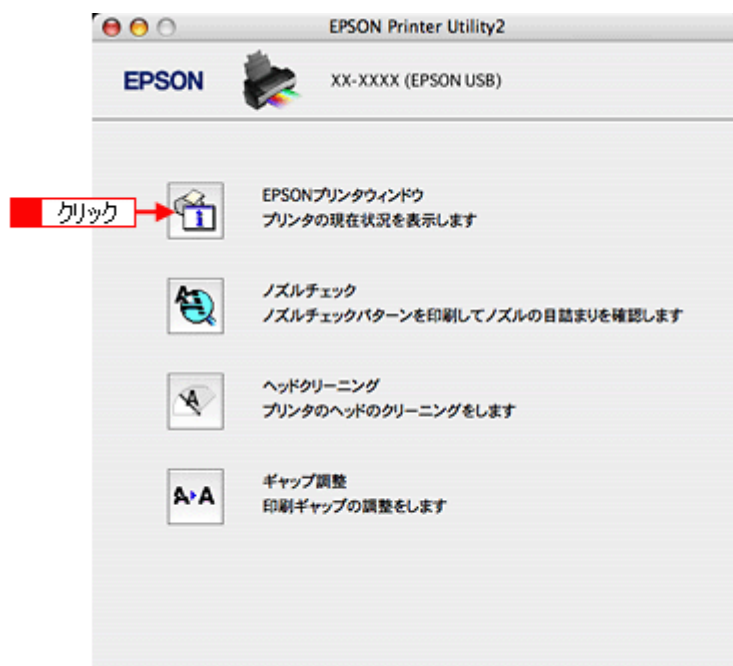 EPSON Printer Utility2
EPSON
XX-XXXX (EPSON USB)
クリック
EPSONプリンタウィンドウ
プリンタの現在状況を表示します
ノズルチェック
ノズルチェックパターンを印刷してノズルの目詰まりを確認します
ヘッドクリーニング
プリンタのヘッドのクリーニングをします
ギャップ調整
印刷ギャップの調整をします